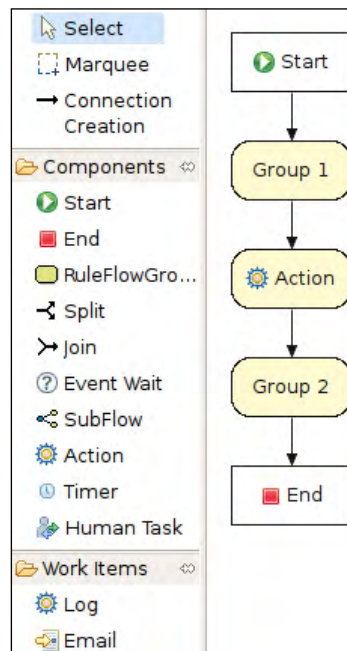 Select
Marquee
Connection
Creation
Components
Start
End
RuleFlowGro...
Split
Join
Event Wait
SubFlow
Action
Timer
Human Task
Work Items
Log
Email
Start
Group 1
Action
Group 2
End